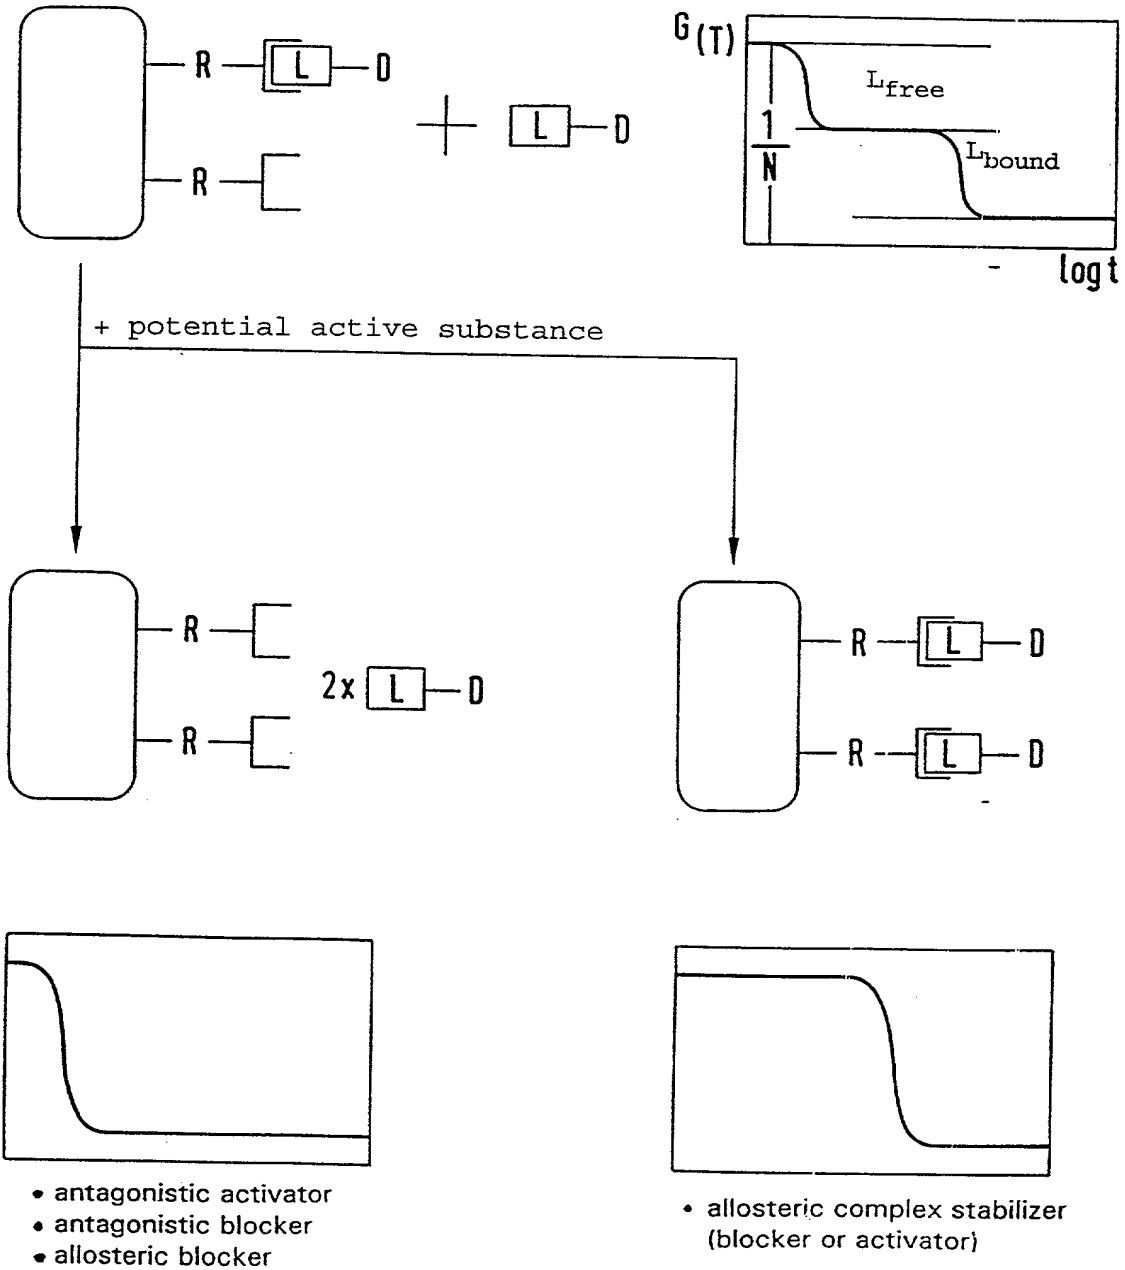 R L D
R
L D
G(T)
Lfree
1
N
Lbound
log t
+ potential active substance
R
2x L D
R
R L D
R L D
• antagonistic activator
• antagonistic blocker
• allosteric blocker
• allosteric complex stabilizer
(blocker or activator)